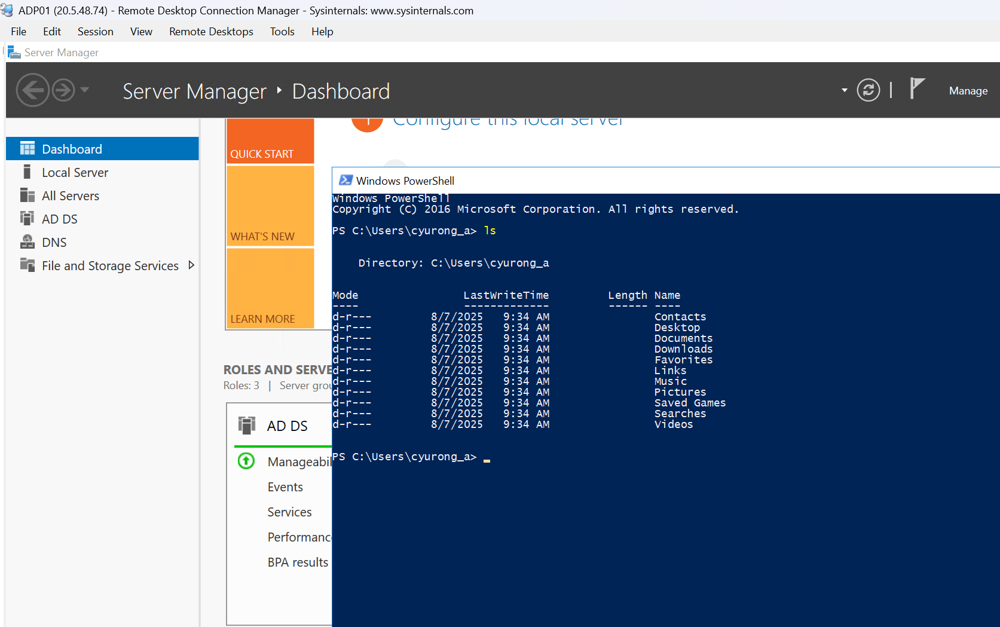 ADP01 (20.5.48.74) - Remote Desktop Connection Manager - Sysinternals: www.sysinternals.com
File Edit Session View Remote Desktops Tools Help
Server Manager
Server Manager Dashboard
Manage
Configure this local server
1
Dashboard
Local Server
All Servers
AD DS
DNS
File and Storage Services
QUICK START
WHAT'S NEW
LEARN MORE
ROLES AND SERVE
Roles: 3 | Server grou
AD DS
Manageabil
Events
Services
Performanc
BPA results
Windows PowerShell
Windows PowerShell
Copyright (C) 2016 Microsoft Corporation. All rights reserved.
PS C:\Users\cyurong_a> ls
Directory: C:\Users\cyurong_a
Mode LastWriteTime Length Name
---- ------------- ------ ----
d-r--- 8/7/2025 9:34 AM Contacts
d-r--- 8/7/2025 9:34 AM Desktop
d-r--- 8/7/2025 9:34 AM Documents
d-r--- 8/7/2025 9:34 AM Downloads
d-r--- 8/7/2025 9:34 AM Favorites
d-r--- 8/7/2025 9:34 AM Links
d-r--- 8/7/2025 9:34 AM Music
d-r--- 8/7/2025 9:34 AM Pictures
d-r--- 8/7/2025 9:34 AM Saved Games
d-r--- 8/7/2025 9:34 AM Searches
d-r--- 8/7/2025 9:34 AM Videos
PS C:\Users\cyurong_a> _